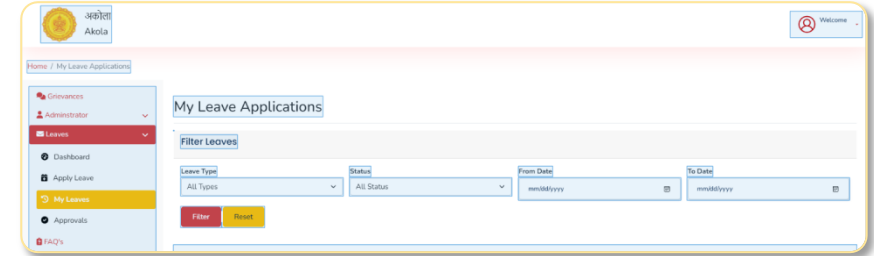 अकोला
Akola
Welcome
Home / My Leave Applications
Grievances
Adminstrator
Leaves
Dashboard
Apply Leave
My Leaves
Approvals
FAQ's
My Leave Applications
Filter Leaves
Leave Type
All Types
Status
All Status
From Date
mm/dd/yyyy
To Date
mm/dd/yyyy
Filter
Reset